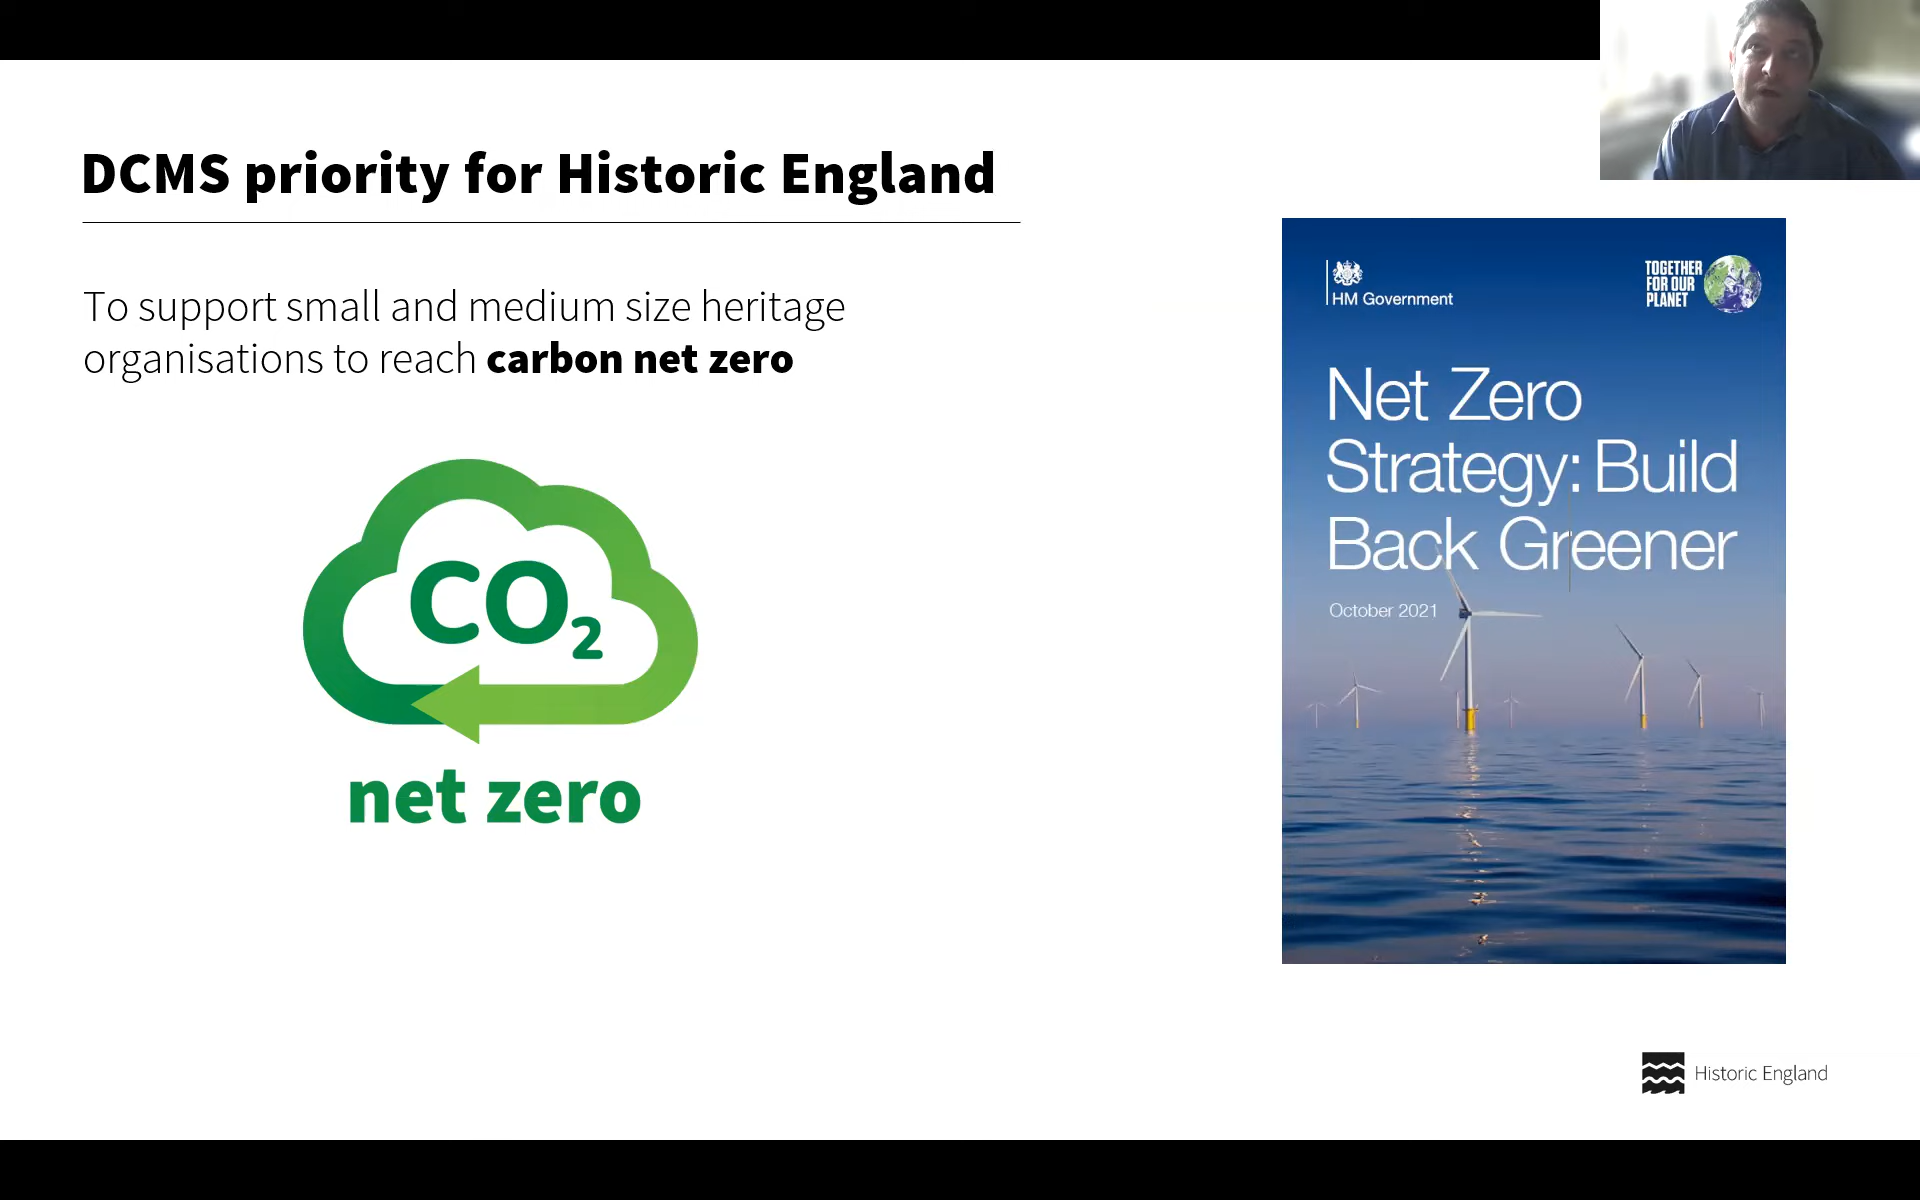 DCMS priority for Historic England
To support small and medium size heritage
organisations to reach carbon net zero
CO₂
net zero
HM Government
TOGETHER
FOR OUR
PLANET
Net Zero
Strategy: Build
Back Greener
October 2021
Historic England